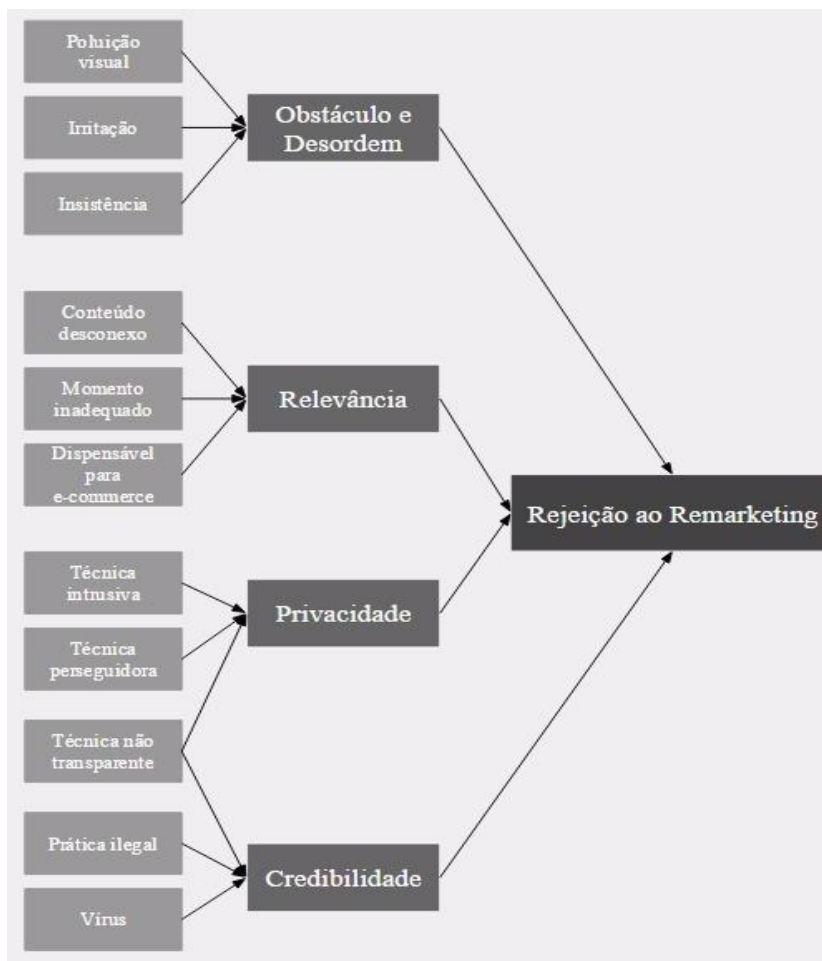 Poluição
visual
Irritação
Insistência
Obstáculo e
Desordem
Conteúdo
desconexo
Momento
inadequado
Dispensável
para
e-commerce
Relevância
Rejeição ao Remarketing
Técnica
intrusiva
Técnica
perseguidora
Privacidade
Técnica não
transparente
Prática ilegal
Vírus
Credibilidade